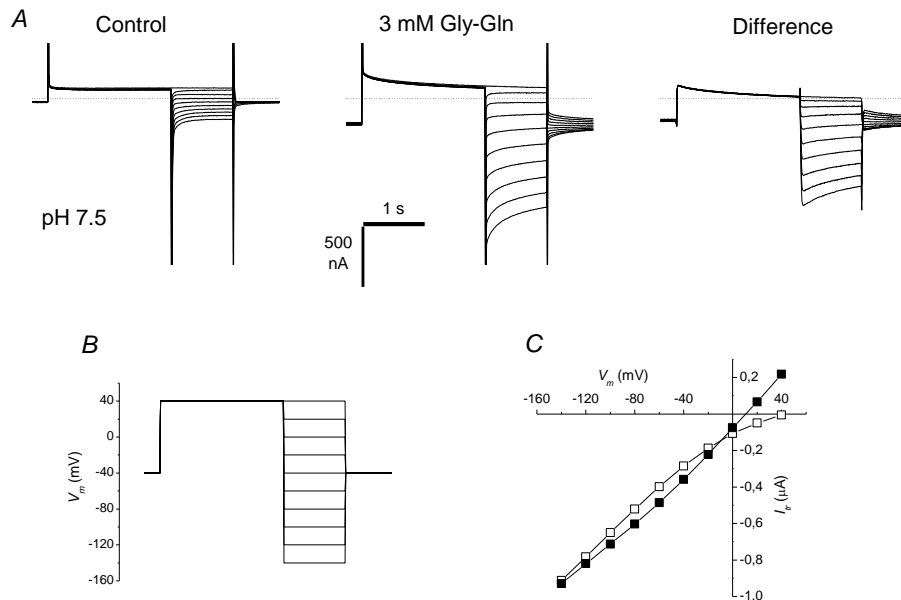 A
Control
3 mM Gly-Gln
Difference
pH 7.5
1 s
500
nA
B
40
0
-40
-80
-120
-160
V_m (mV)
C
V_m (mV)
-160
-120
-80
-40
0
40
0,2
-0,2
-0,4
-0,6
-0,8
-1,0
I_tr (µA)